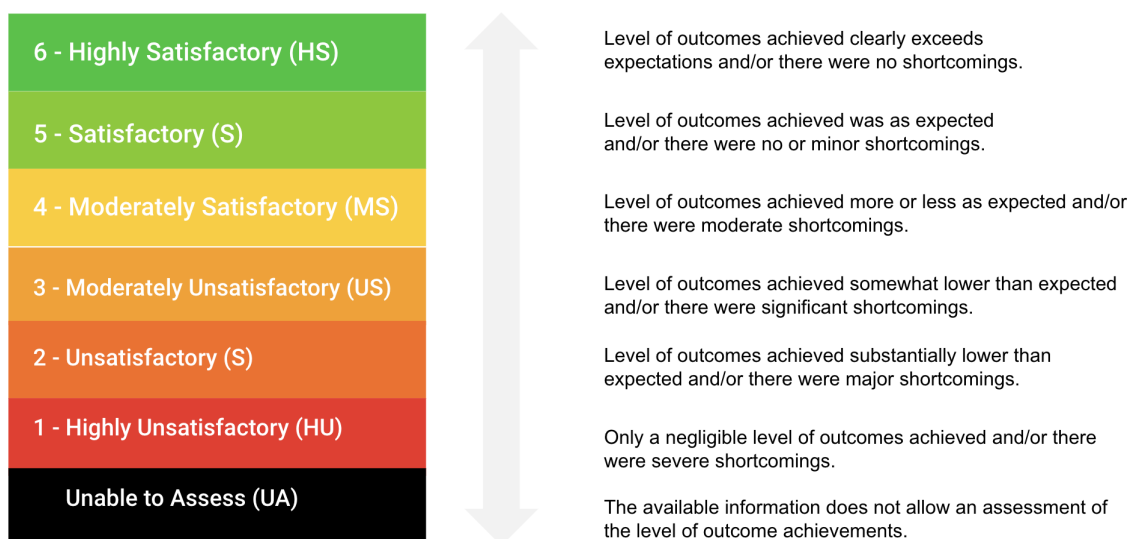 6 - Highly Satisfactory (HS)
Level of outcomes achieved clearly exceeds
expectations and/or there were no shortcomings.
5 - Satisfactory (S)
Level of outcomes achieved was as expected
and/or there were no or minor shortcomings.
4 - Moderately Satisfactory (MS)
Level of outcomes achieved more or less as expected and/or
there were moderate shortcomings.
3 - Moderately Unsatisfactory (US)
Level of outcomes achieved somewhat lower than expected
and/or there were significant shortcomings.
2 - Unsatisfactory (S)
Level of outcomes achieved substantially lower than
expected and/or there were major shortcomings.
1 - Highly Unsatisfactory (HU)
Only a negligible level of outcomes achieved and/or there
were severe shortcomings.
Unable to Assess (UA)
The available information does not allow an assessment of
the level of outcome achievements.